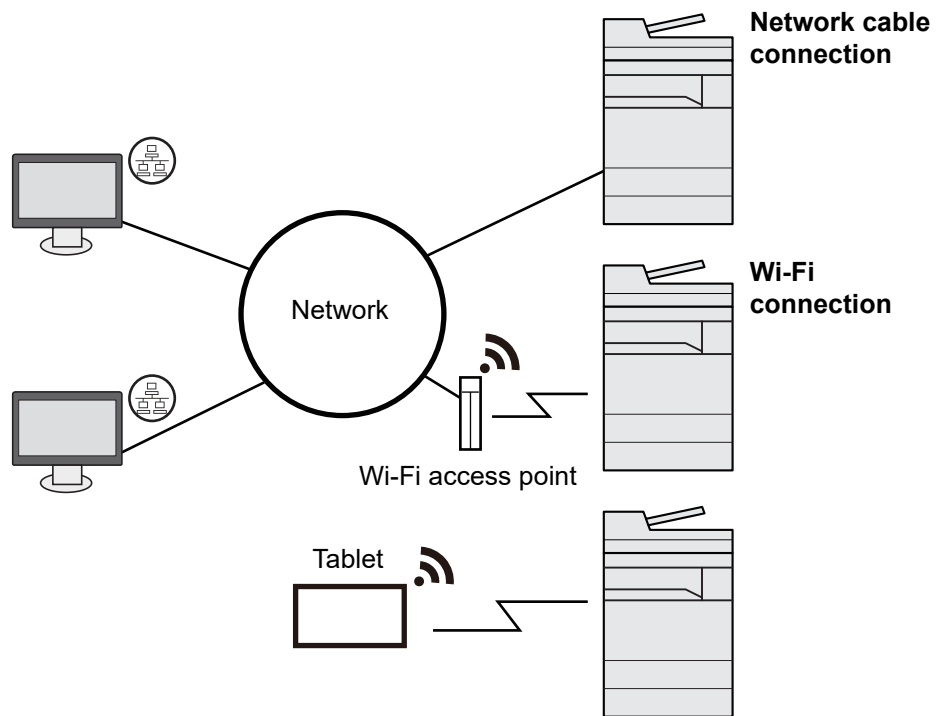 Network cable
connection
Wi-Fi
connection
Network
Wi-Fi access point
Tablet